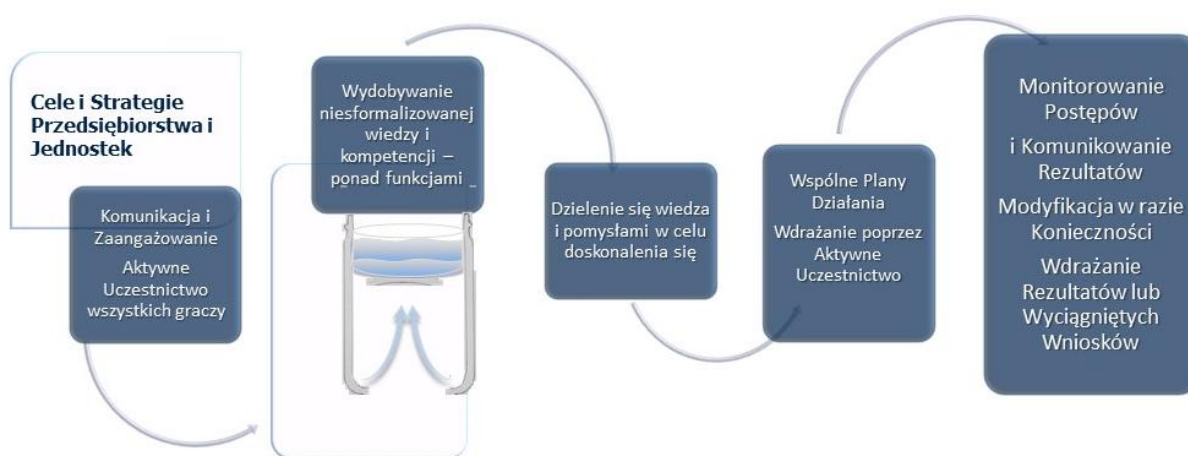 Cele i Strategie
Przedsiębiorstwa i
Jednostek
Komunikacja i
Zaangażowanie
Aktywne
Uczestnictwo
wszystkich graczy
Wydobywanie
niesformalizowanej
wiedzy i
kompetencji –
ponad funkcjami
Dzielenie się wiedza
i pomysłami w celu
doskonalenia się
Wspólne Plany
Działania
Wdrażanie poprzez
Aktywne
Uczestnictwo
Monitorowanie
Postępów
i Komunikowanie
Rezultatów
Modyfikacja w razie
Konieczności
Wdrażanie
Rezultatów lub
Wyciągniętych
Wniosków